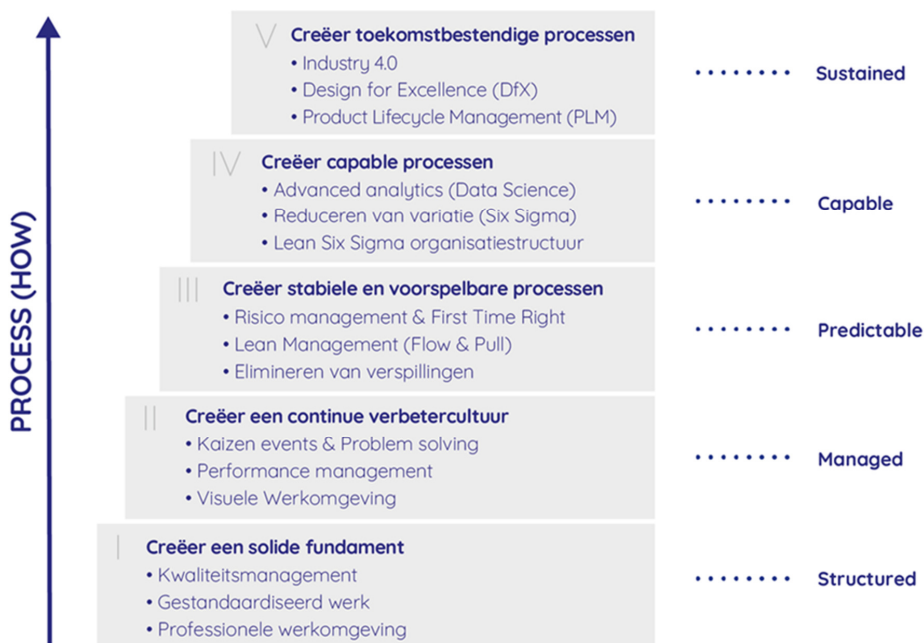 PROCESS (HOW)
V Creëer toekomstbestendige processen
• Industry 4.0
• Design for Excellence (DfX)
• Product Lifecycle Management (PLM)
Sustained
IV Creëer capable processen
• Advanced analytics (Data Science)
• Reduceren van variatie (Six Sigma)
• Lean Six Sigma organisatiestructuur
Capable
III Creëer stabiele en voorspelbare processen
• Risico management & First Time Right
• Lean Management (Flow & Pull)
• Elimineren van verspillingen
Predictable
II Creëer een continue verbetercultuur
• Kaizen events & Problem solving
• Performance management
• Visuele Werkomgeving
Managed
I Creëer een solide fundament
• Kwaliteitsmanagement
• Gestandaardiseerd werk
• Professionele werkomgeving
Structured